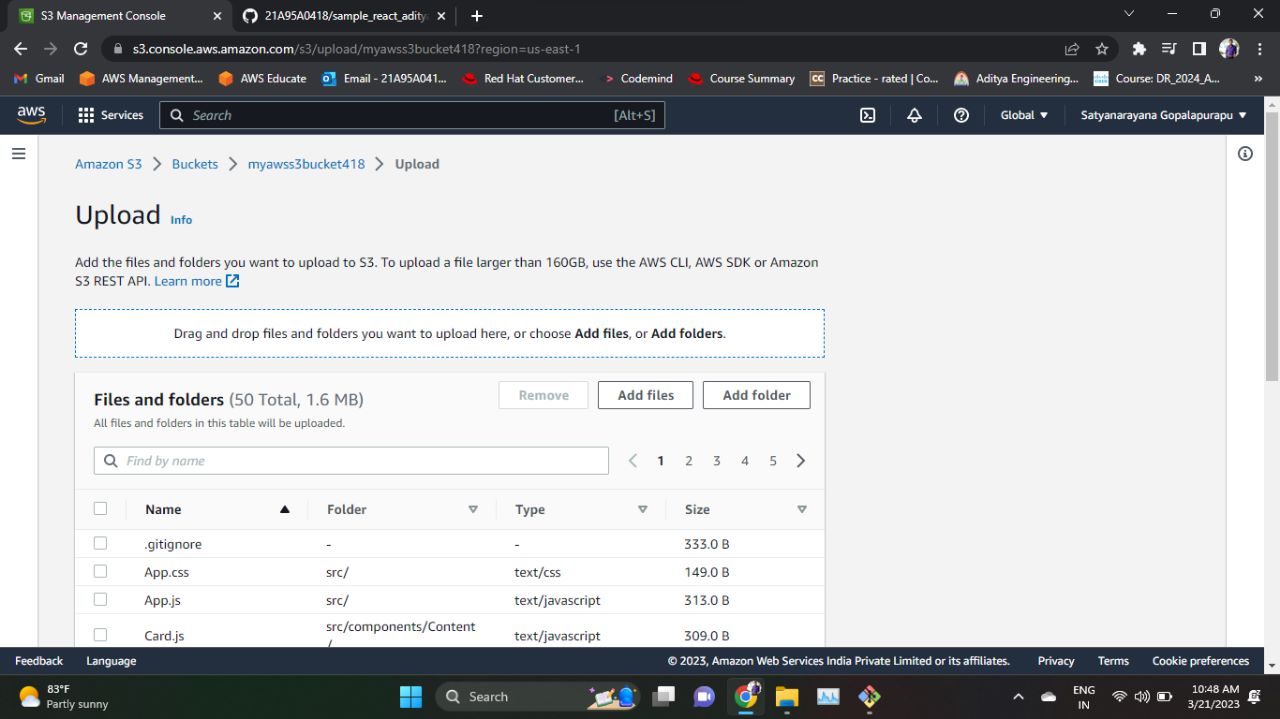 S3 Management Console
21A95A0418/sample_react_aditya
s3.console.aws.amazon.com/s3/upload/myawss3bucket418?region=us-east-1
Gmail
AWS Management...
AWS Educate
Email - 21A95A041...
Red Hat Customer...
Codemind
Course Summary
CC
Practice - rated | Co...
Aditya Engineering...
Course: DR_2024_A...
aws
Services
Search
[Alt+S]
Global
Satyanarayana Gopalapurapu
Amazon S3
Buckets
myawss3bucket418
Upload
Upload
Info
Add the files and folders you want to upload to S3. To upload a file larger than 160GB, use the AWS CLI, AWS SDK or Amazon
S3 REST API. Learn more
Drag and drop files and folders you want to upload here, or choose Add files, or Add folders.
Files and folders (50 Total, 1.6 MB)
Remove
Add files
Add folder
All files and folders in this table will be uploaded.
Find by name
1 2 3 4 5
Name Folder Type Size
.gitignore - - 333.0 B
App.css src/ text/css 149.0 B
App.js src/ text/javascript 313.0 B
Card.js src/components/Content text/javascript 309.0 B
/
Feedback
Language
© 2023, Amazon Web Services India Private Limited or its affiliates.
Privacy
Terms
Cookie preferences
83°F
Partly sunny
Search
ENG
IN
10:48 AM
3/21/2023